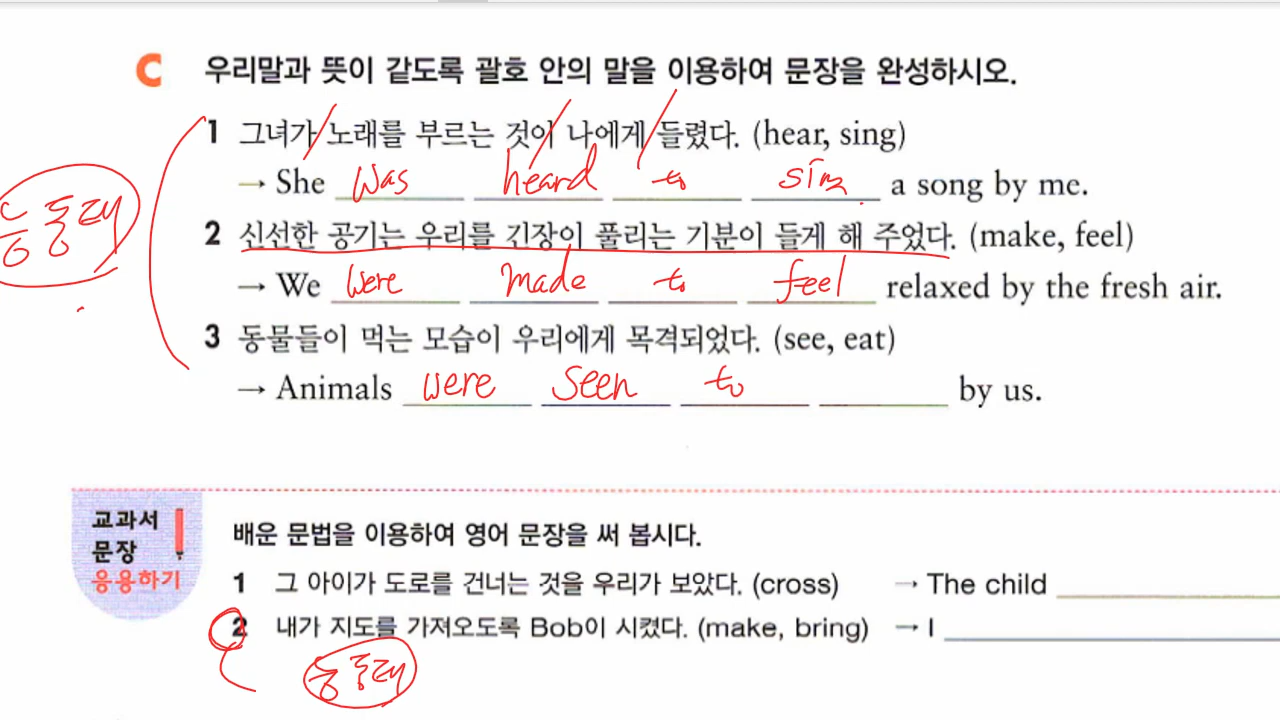 C 우리말과 뜻이 같도록 괄호 안의 말을 이용하여 문장을 완성하시오.
1 그녀가 노래를 부르는 것이 나에게 들렸다. (hear, sing)
→ She was heard to a song by me.
2 신선한 공기는 우리를 긴장이 풀리는 기분이 들게 해 주었다. (make, feel)
→ We were made to feel relaxed by the fresh air.
3 동물들이 먹는 모습이 우리에게 목격되었다. (see, eat)
→ Animals were seen to by us.
교과서
문장
응용하기
배운 문법을 이용하여 영어 문장을 써 봅시다.
1 그 아이가 도로를 건너는 것을 우리가 보았다. (cross) → The child
2 내가 지도를 가져오도록 Bob이 시켰다. (make, bring) → I